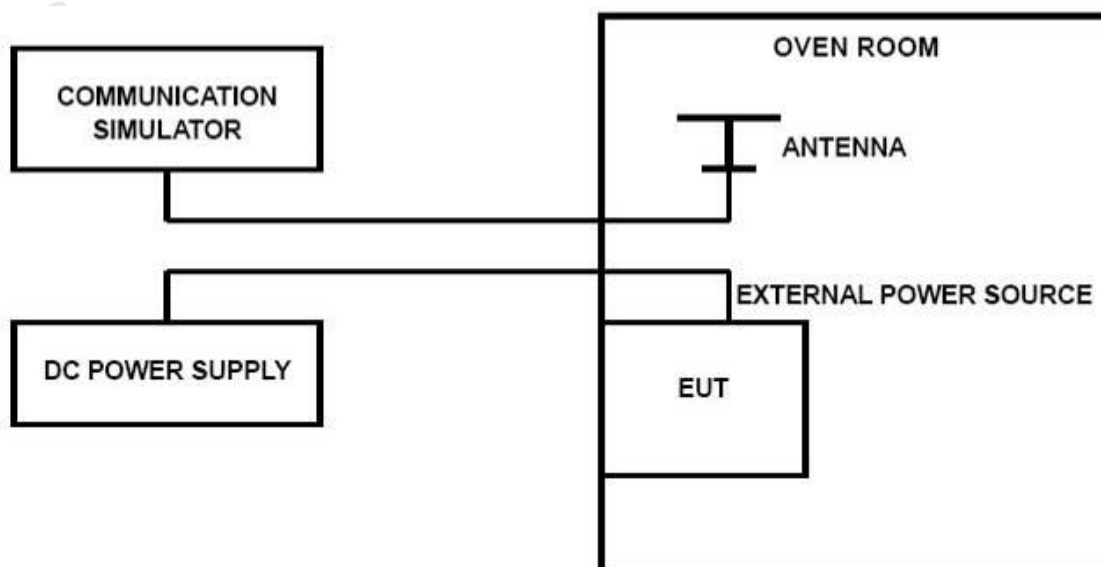 OVEN ROOM
COMMUNICATION
SIMULATOR
ANTENNA
EXTERNAL POWER SOURCE
DC POWER SUPPLY
EUT